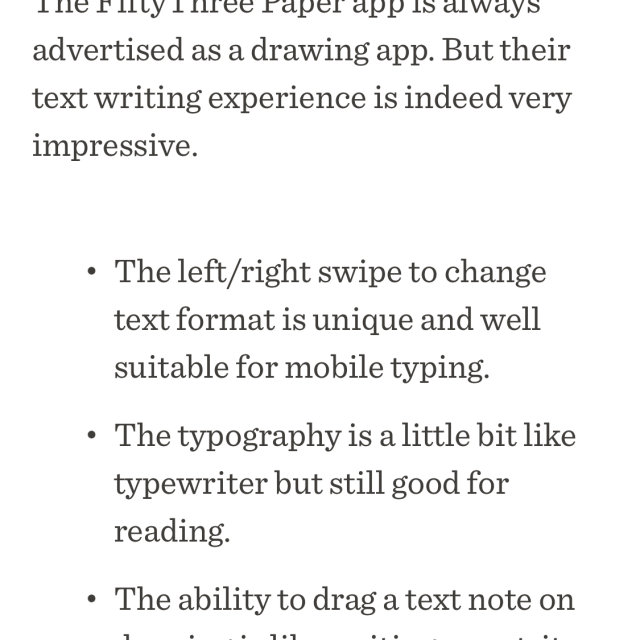 The FiftyThree Paper app is always
advertised as a drawing app. But their
text writing experience is indeed very
impressive.
• The left/right swipe to change
text format is unique and well
suitable for mobile typing.
• The typography is a little bit like
typewriter but still good for
reading.
• The ability to drag a text note on